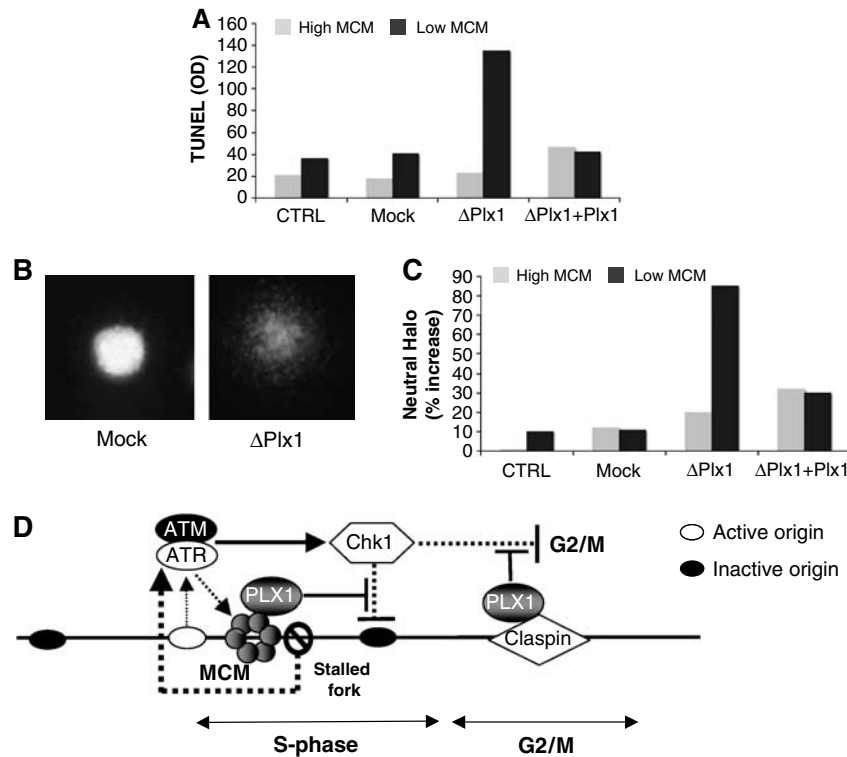 A
High MCM Low MCM
TUNEL (OD)
160
140
120
100
80
60
40
20
0
CTRL Mock ΔPlx1 ΔPlx1+Plx1
B
Mock ΔPlx1
C
High MCM Low MCM
Neutral Halo
(% increase)
90
80
70
60
50
40
30
20
10
0
CTRL Mock ΔPlx1 ΔPlx1+Plx1
D
ATM
ATR
Chk1
G2/M
PLX1
PLX1
Claspin
MCM
Stalled
fork
Active origin
Inactive origin
S-phase
G2/M